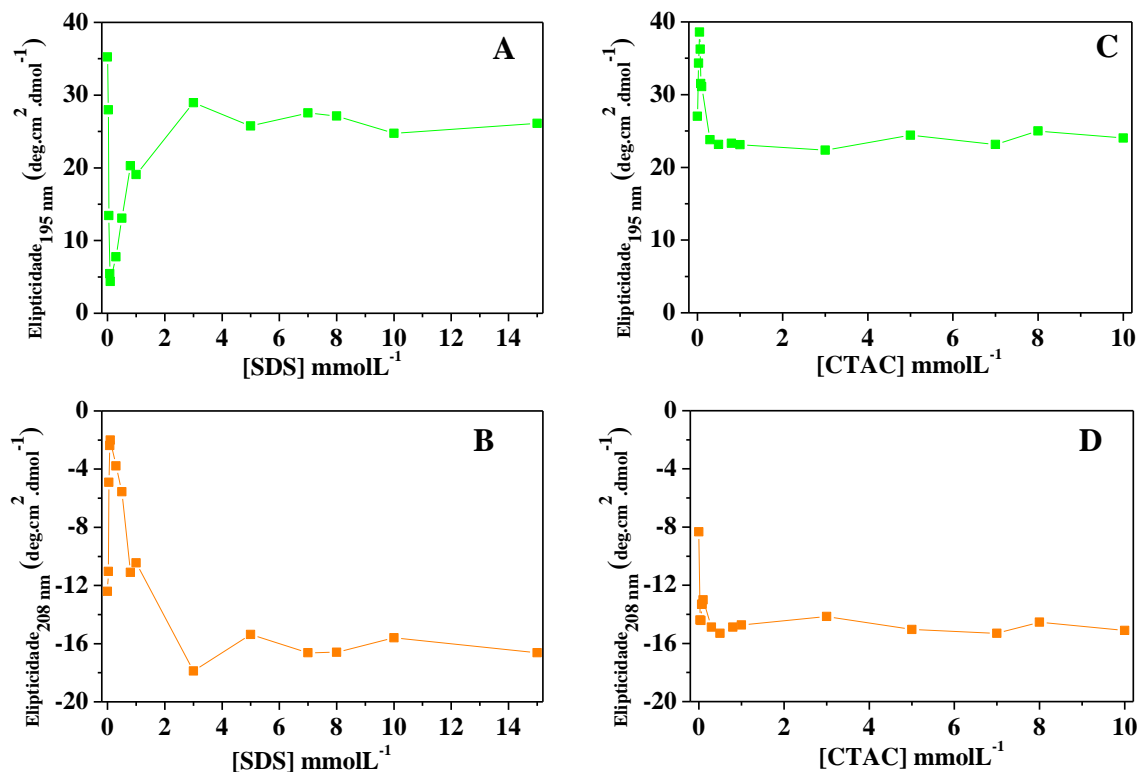 A
Elipticidade195 nm (deg.cm2.dmol-1)
40
30
20
10
0
0 2 4 6 8 10 12 14
[SDS] mmolL-1
C
Elipticidade195 nm (deg.cm2.dmol-1)
40
30
20
10
0
0 2 4 6 8 10
[CTAC] mmolL-1
B
Elipticidade208 nm (deg.cm2.dmol-1)
0
-4
-8
-12
-16
-20
0 2 4 6 8 10 12 14
[SDS] mmolL-1
D
Elipticidade208 nm (deg.cm2.dmol-1)
0
-4
-8
-12
-16
-20
0 2 4 6 8 10
[CTAC] mmolL-1